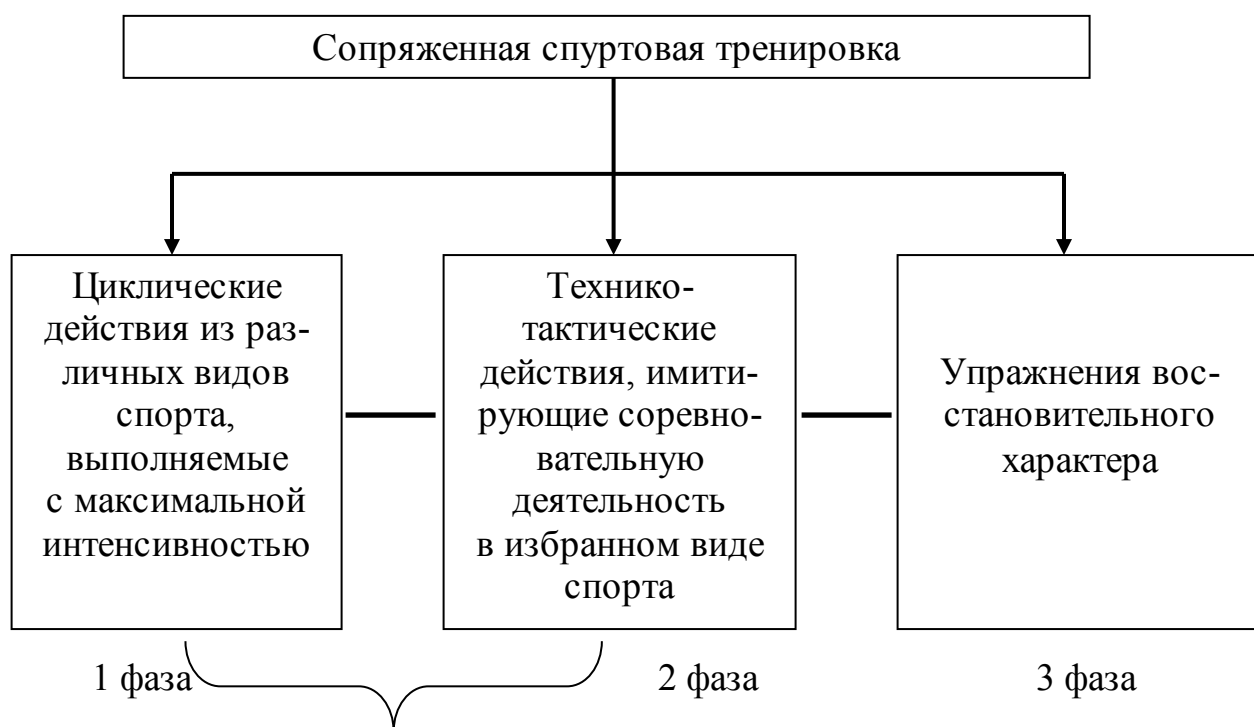 Сопряженная спуртовая тренировка
Циклические
действия из раз-
личных видов
спорта,
выполняемые
с максимальной
интенсивностью
Технико-
тактические
действия, имити-
рующие соревно-
вательную
деятельность
в избранном виде
спорта
Упражнения вос-
становительного
характера
1 фаза
2 фаза
3 фаза